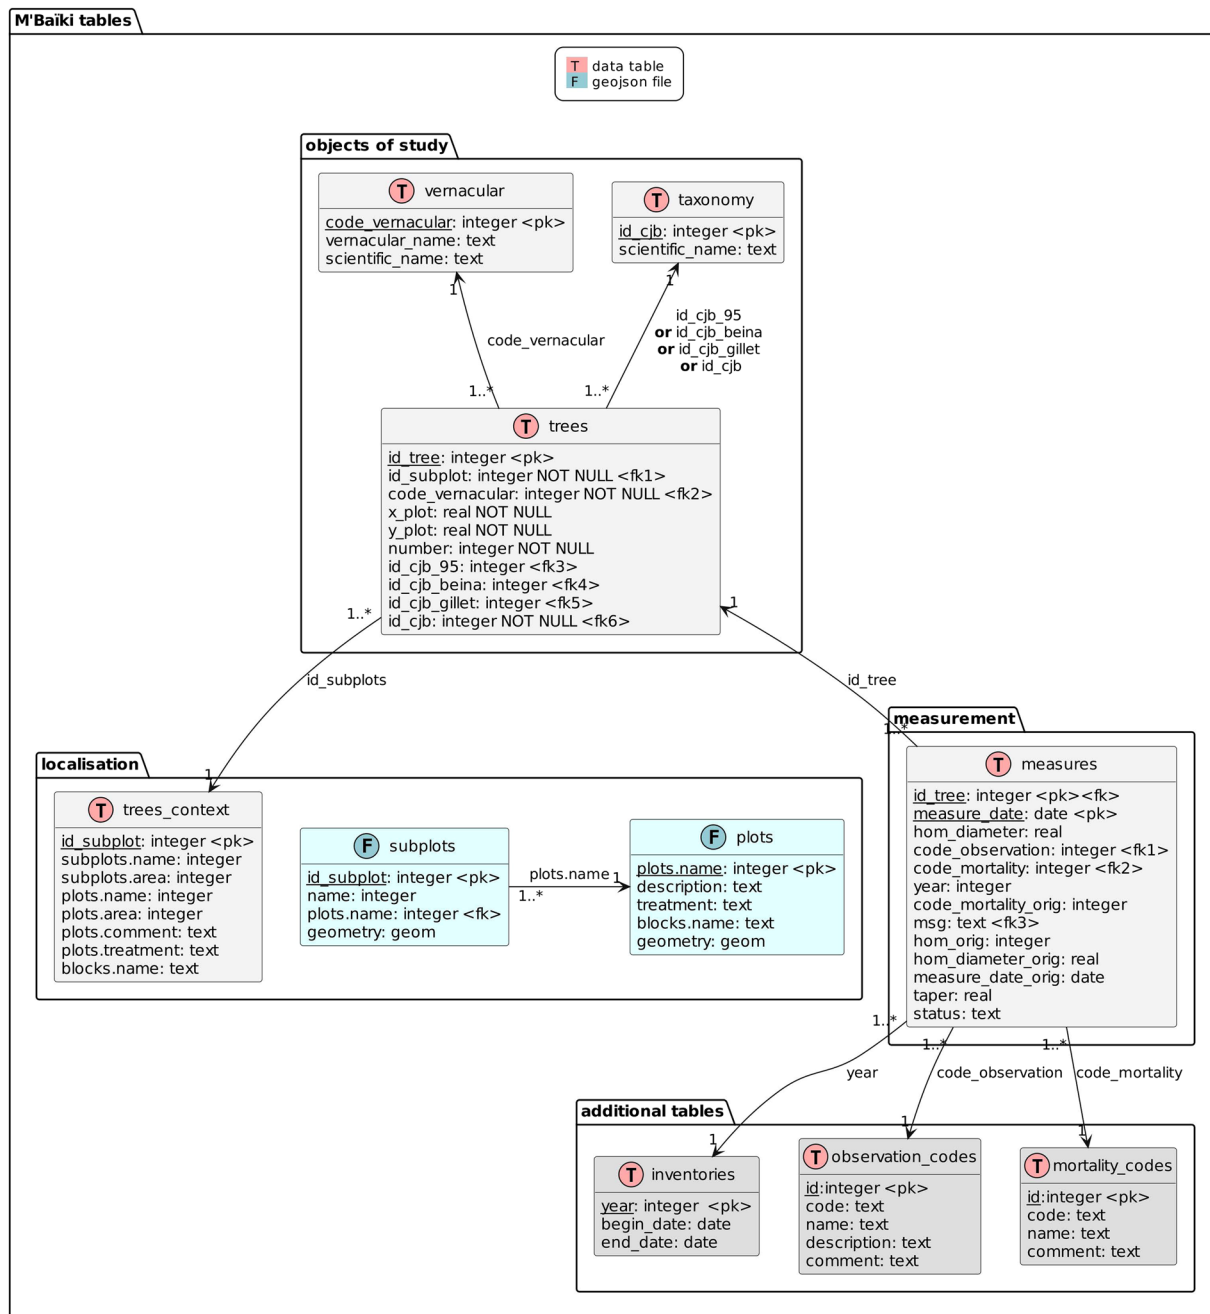 M'Baïki tables
T data table
F geojson file
objects of study
T vernacular
code_vernacular: integer <pk>
vernacular_name: text
scientific_name: text
T taxonomy
id_cjb: integer <pk>
scientific_name: text
1
1
code_vernacular
id_cjb_95
or id_cjb_beina
or id_cjb_gillet
or id_cjb
1..*
1..*
T trees
id_tree: integer <pk>
id_subplot: integer NOT NULL <fk1>
code_vernacular: integer NOT NULL <fk2>
x_plot: real NOT NULL
y_plot: real NOT NULL
number: integer NOT NULL
id_cjb_95: integer <fk3>
id_cjb_beina: integer <fk4>
id_cjb_gillet: integer <fk5>
id_cjb: integer NOT NULL <fk6>
1..*
1
id_subplots
id_tree
1
1..*
localisation
T trees_context
id_subplot: integer <pk>
subplots.name: integer
subplots.area: integer
plots.name: integer
plots.area: integer
plots.comment: text
plots.treatment: text
blocks.name: text
F subplots
id_subplot: integer <pk>
name: integer
plots.name: integer <fk>
geometry: geom
plots.name
1..*
1
F plots
plots.name: integer <pk>
description: text
treatment: text
blocks.name: text
geometry: geom
measurement
T measures
id_tree: integer <pk><fk>
measure_date: date <pk>
hom_diameter: real
code_observation: integer <fk1>
code_mortality: integer <fk2>
year: integer
code_mortality_orig: integer
msg: text <fk3>
hom_orig: integer
hom_diameter_orig: real
measure_date_orig: date
taper: real
status: text
1..*
1..*
1..*
year
code_observation
code_mortality
1
1
1
additional tables
T inventories
year: integer <pk>
begin_date: date
end_date: date
T observation_codes
id:integer <pk>
code: text
name: text
description: text
comment: text
T mortality_codes
id:integer <pk>
code: text
name: text
comment: text